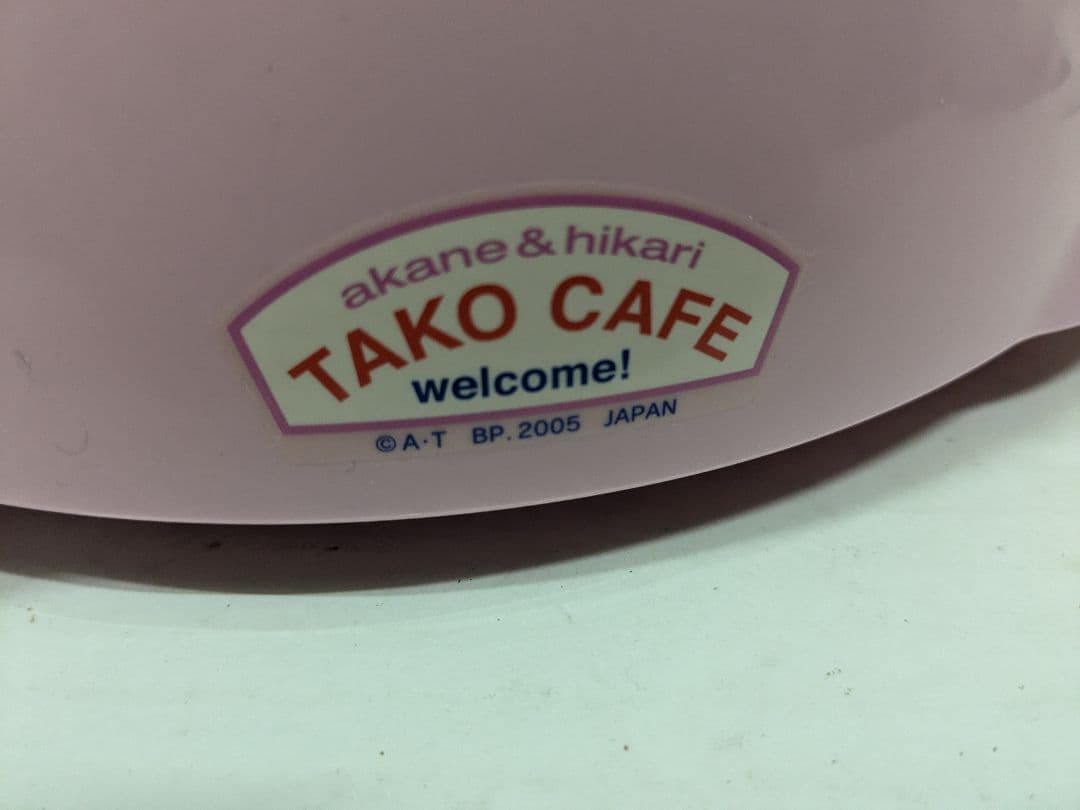 akane & hikari
TAKO CAFE
welcome!
© A·T BP. 2005 JAPAN